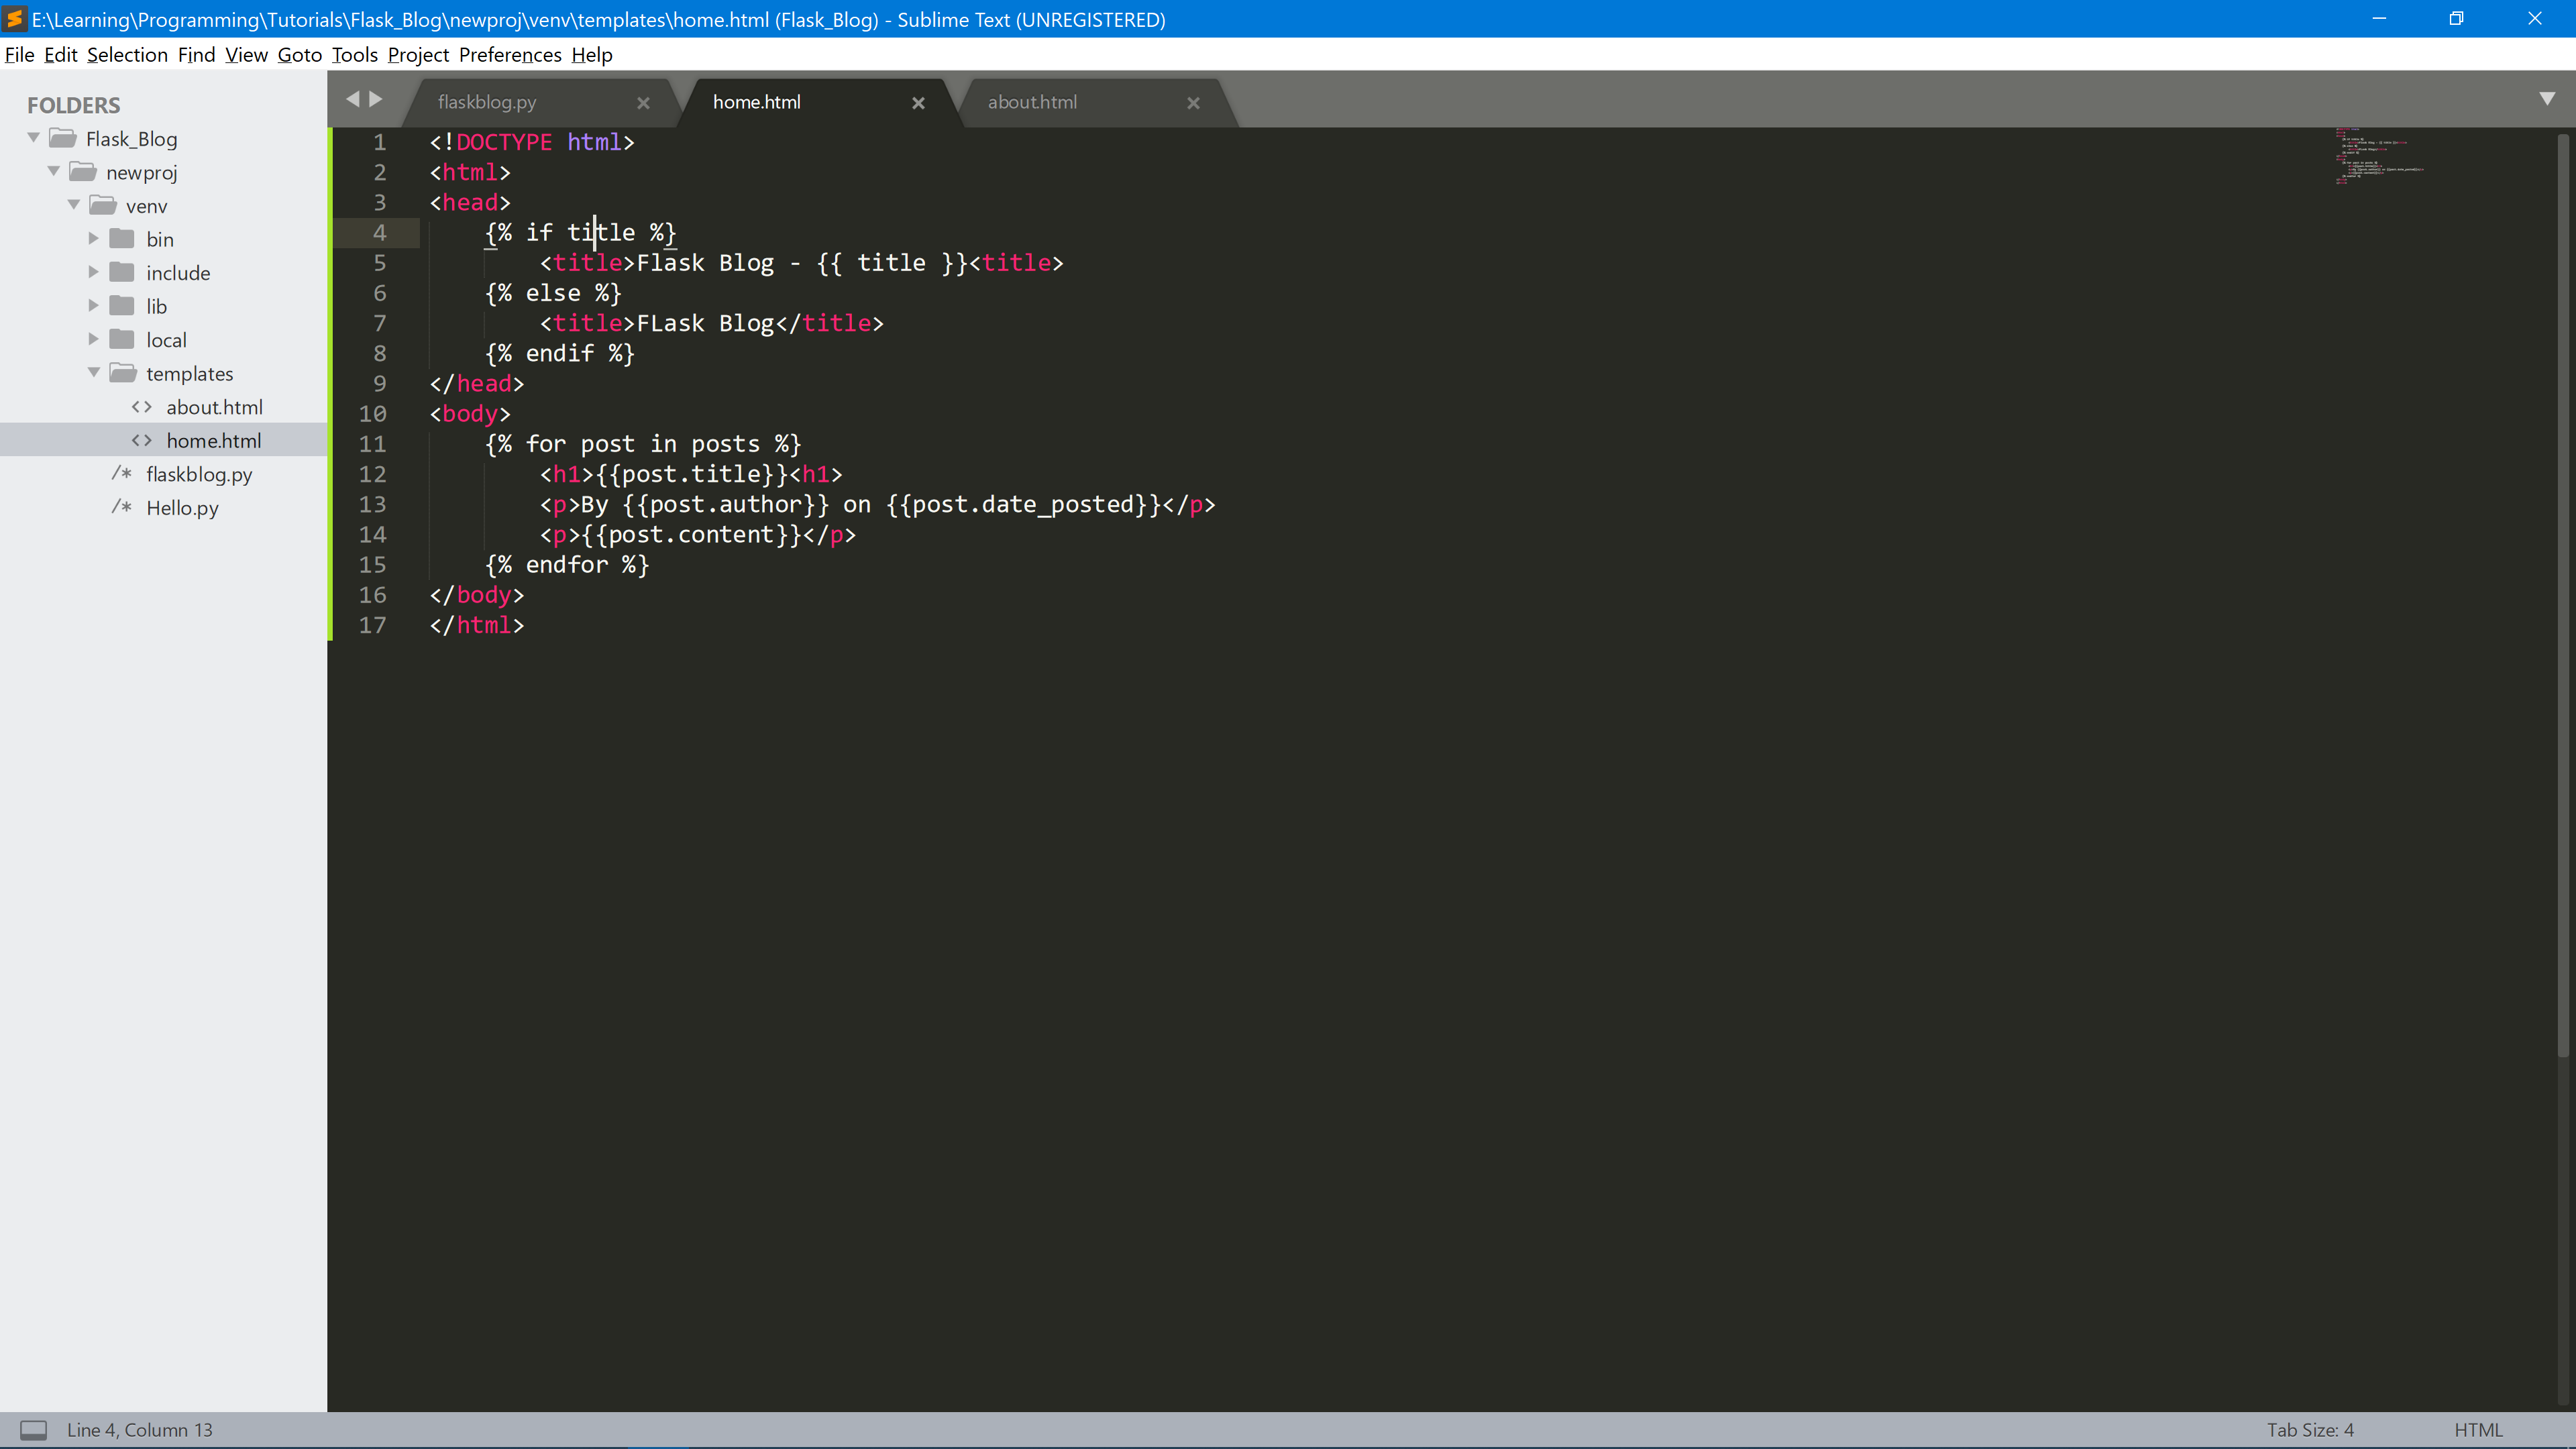 E:\Learning\Programming\Tutorials\Flask_Blog\newproj\venv\templates\home.html (Flask_Blog) - Sublime Text (UNREGISTERED)
File Edit Selection Find View Goto Tools Project Preferences Help
FOLDERS
Flask_Blog
newproj
venv
bin
include
lib
local
templates
<> about.html
<> home.html
/* flaskblog.py
/* Hello.py
flaskblog.py × home.html × about.html ×
1 <!DOCTYPE html>
2 <html>
3 <head>
4 {% if title %}
5 <title>Flask Blog - {{ title }}<title>
6 {% else %}
7 <title>FLask Blog</title>
8 {% endif %}
9 </head>
10 <body>
11 {% for post in posts %}
12 <h1>{{post.title}}<h1>
13 <p>By {{post.author}} on {{post.date_posted}}</p>
14 <p>{{post.content}}</p>
15 {% endfor %}
16 </body>
17 </html>
Line 4, Column 13
Tab Size: 4
HTML